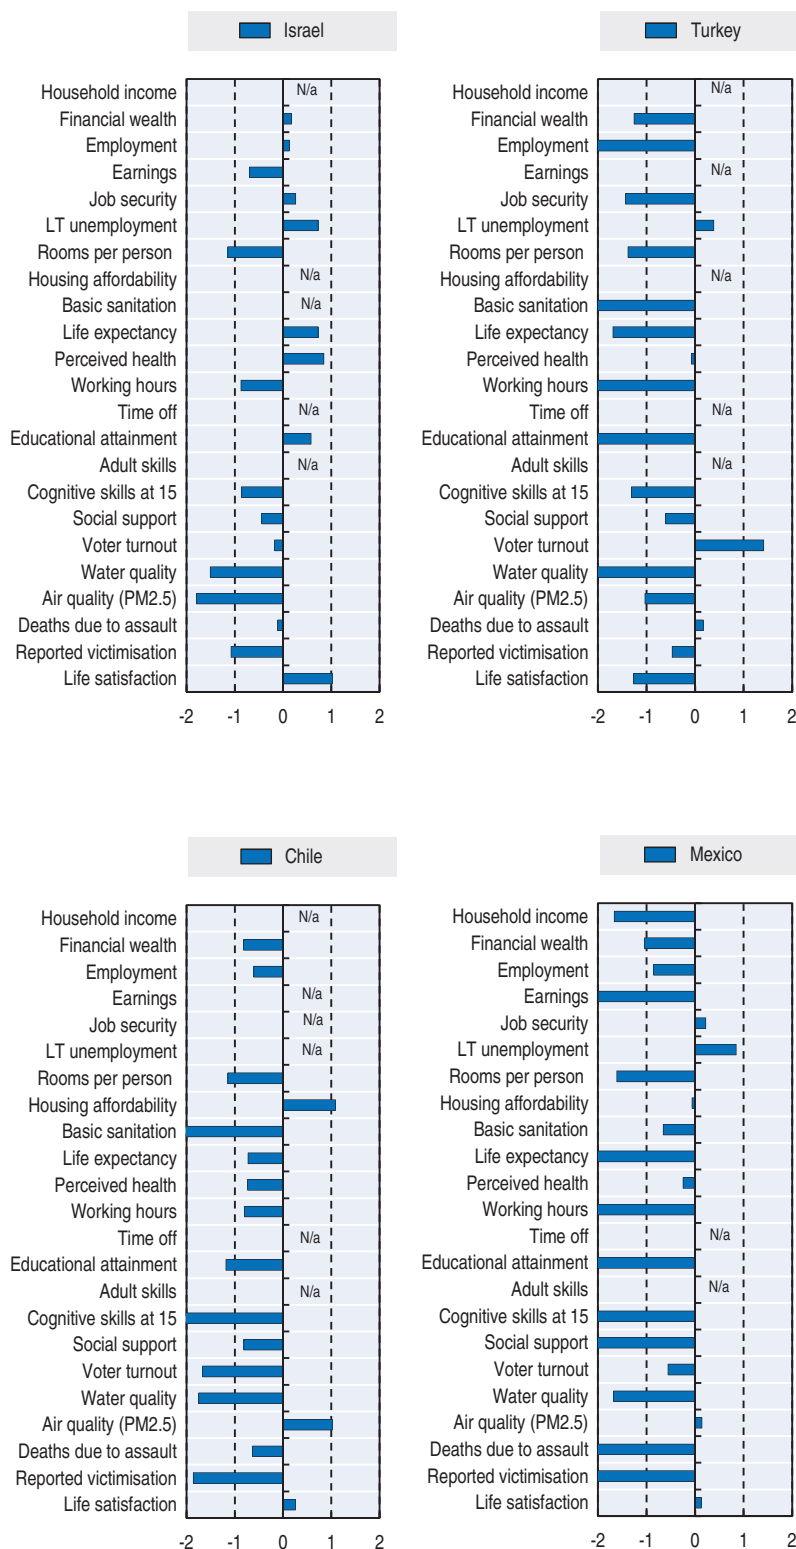 Israel
Household income N/a
Financial wealth
Employment
Earnings
Job security
LT unemployment
Rooms per person
Housing affordability N/a
Basic sanitation N/a
Life expectancy
Perceived health
Working hours
Time off N/a
Educational attainment
Adult skills N/a
Cognitive skills at 15
Social support
Voter turnout
Water quality
Air quality (PM2.5)
Deaths due to assault
Reported victimisation
Life satisfaction
-2 -1 0 1 2
Turkey
Household income N/a
Financial wealth
Employment
Earnings N/a
Job security
LT unemployment
Rooms per person
Housing affordability N/a
Basic sanitation
Life expectancy
Perceived health
Working hours
Time off N/a
Educational attainment
Adult skills N/a
Cognitive skills at 15
Social support
Voter turnout
Water quality
Air quality (PM2.5)
Deaths due to assault
Reported victimisation
Life satisfaction
-2 -1 0 1 2
Chile
Household income N/a
Financial wealth
Employment
Earnings N/a
Job security N/a
LT unemployment N/a
Rooms per person
Housing affordability
Basic sanitation
Life expectancy
Perceived health
Working hours
Time off N/a
Educational attainment
Adult skills N/a
Cognitive skills at 15
Social support
Voter turnout
Water quality
Air quality (PM2.5)
Deaths due to assault
Reported victimisation
Life satisfaction
-2 -1 0 1 2
Mexico
Household income
Financial wealth
Employment
Earnings
Job security
LT unemployment
Rooms per person
Housing affordability
Basic sanitation
Life expectancy
Perceived health
Working hours
Time off N/a
Educational attainment
Adult skills N/a
Cognitive skills at 15
Social support
Voter turnout
Water quality
Air quality (PM2.5)
Deaths due to assault
Reported victimisation
Life satisfaction
-2 -1 0 1 2